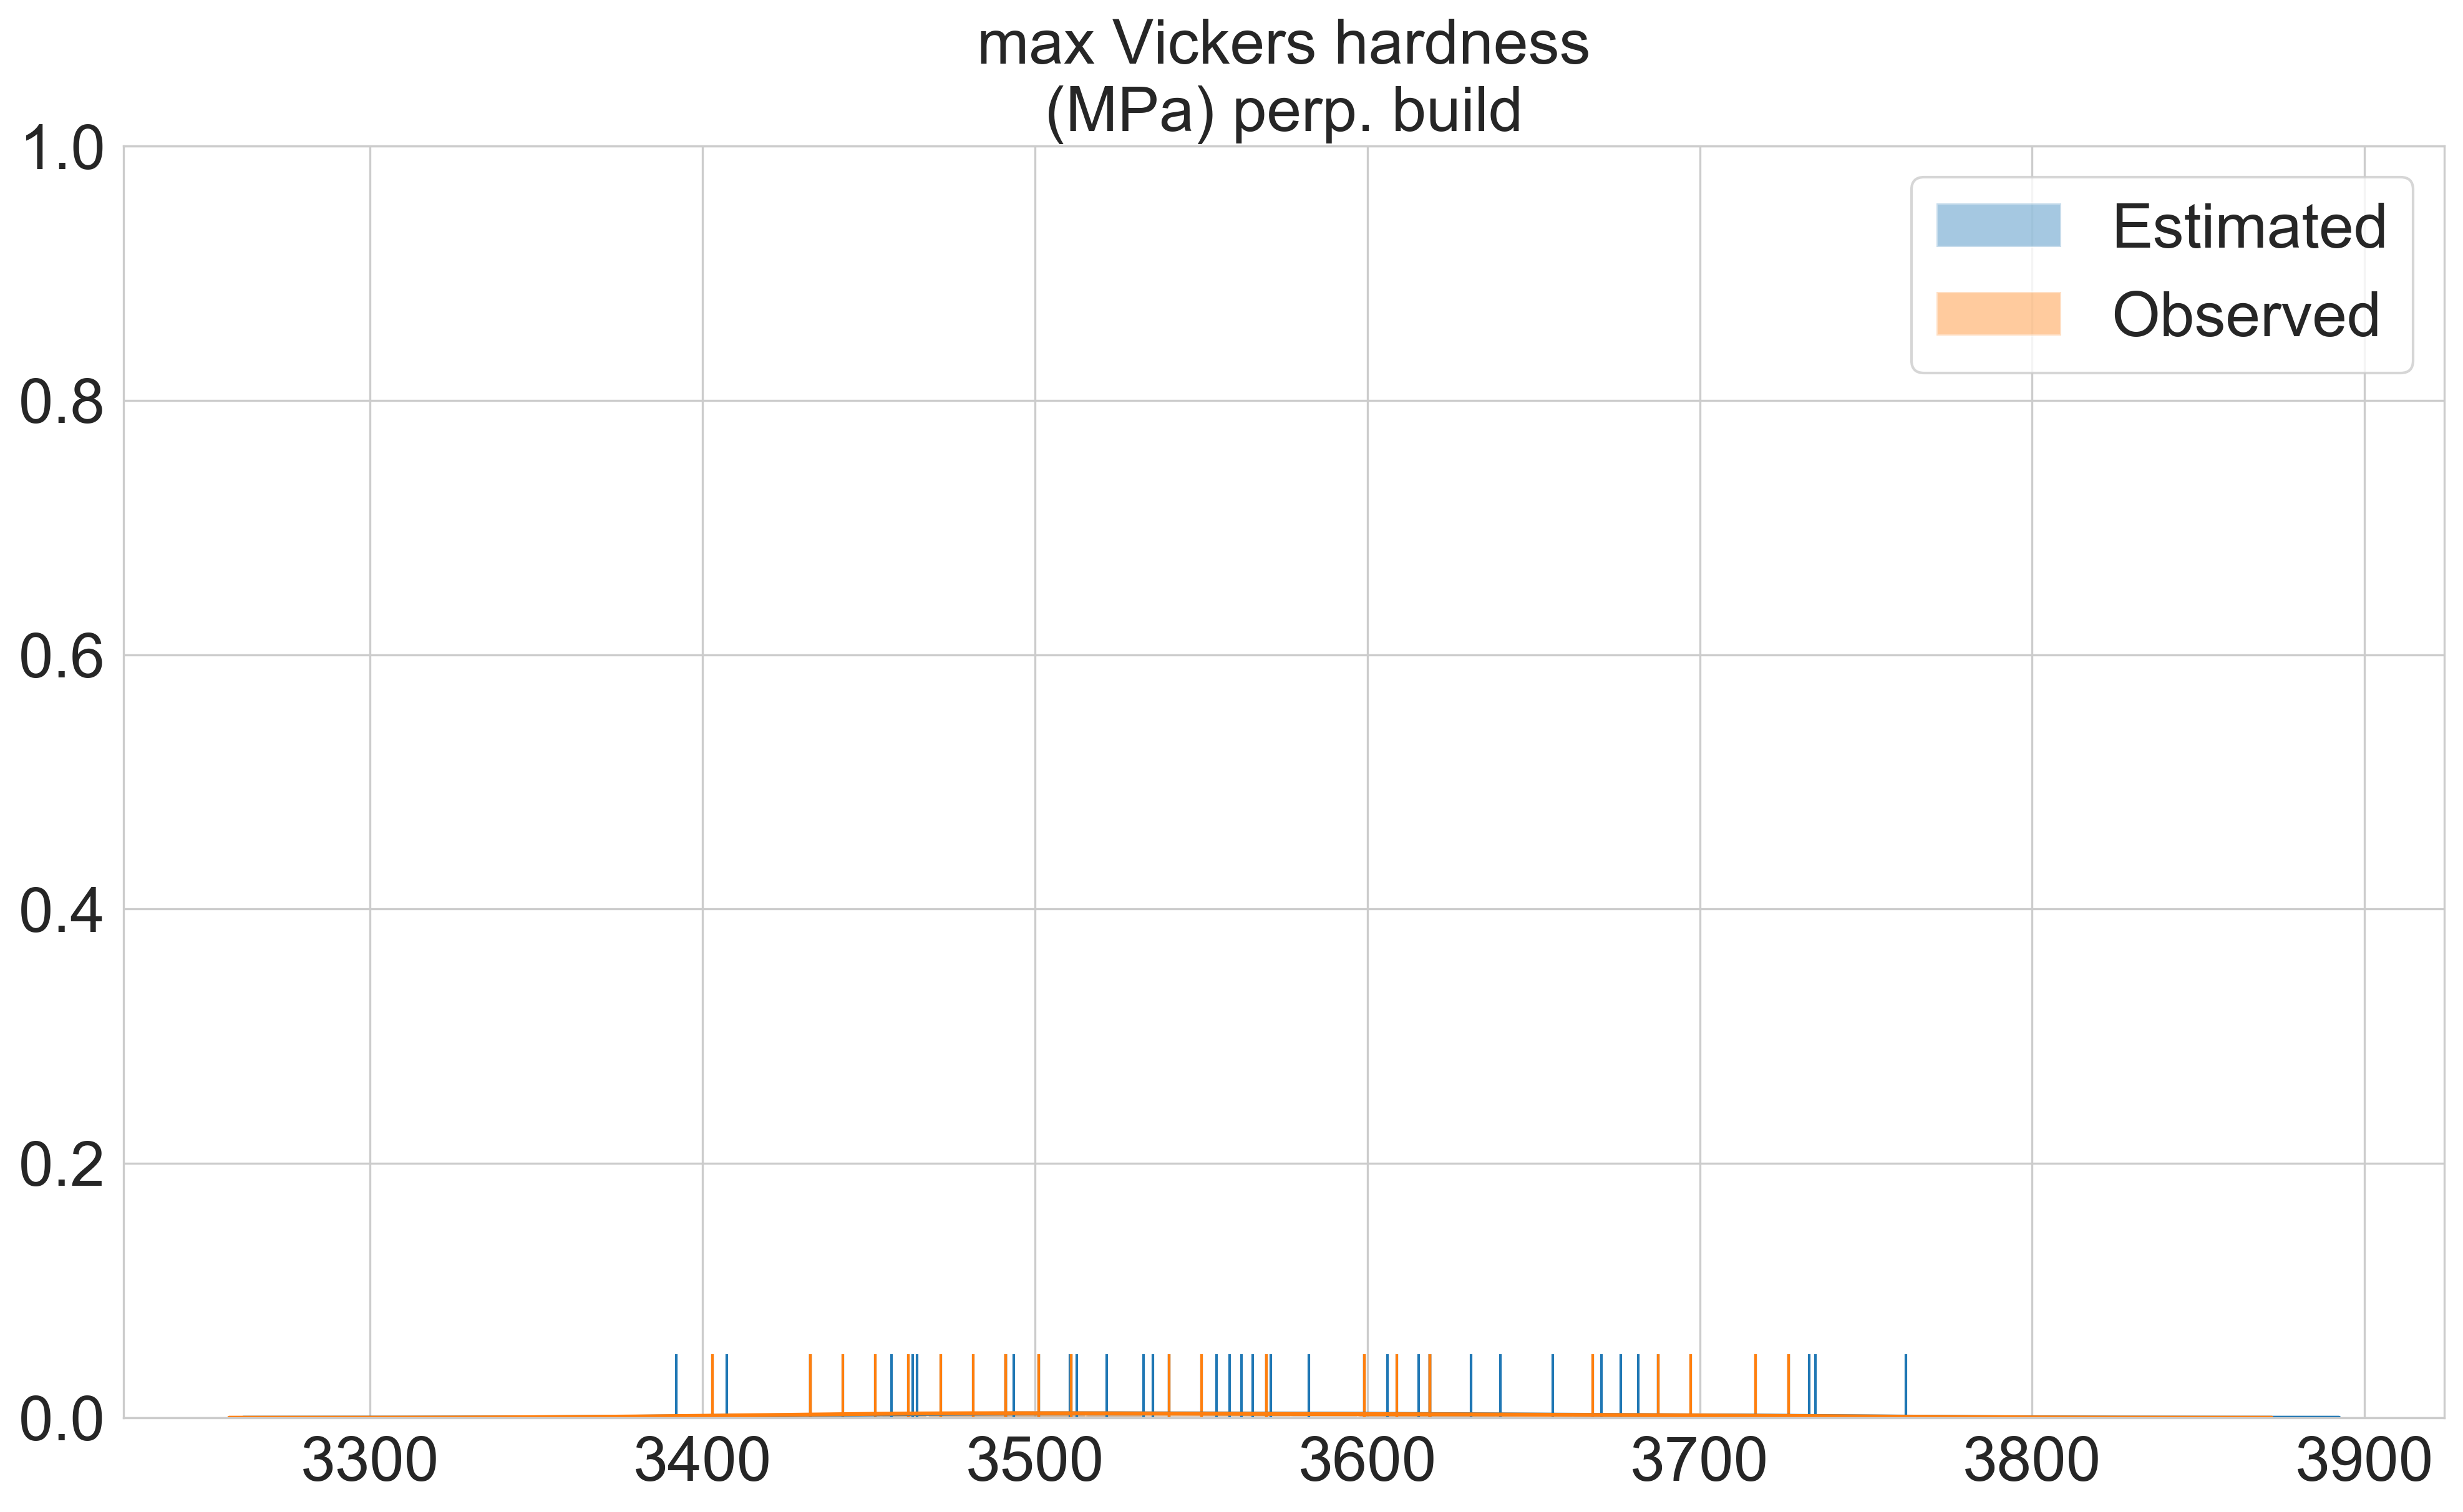 max Vickers hardness
(MPa) perp. build
1.0
0.8
0.6
0.4
0.2
0.0
Estimated
Observed
3300 3400 3500 3600 3700 3800 3900